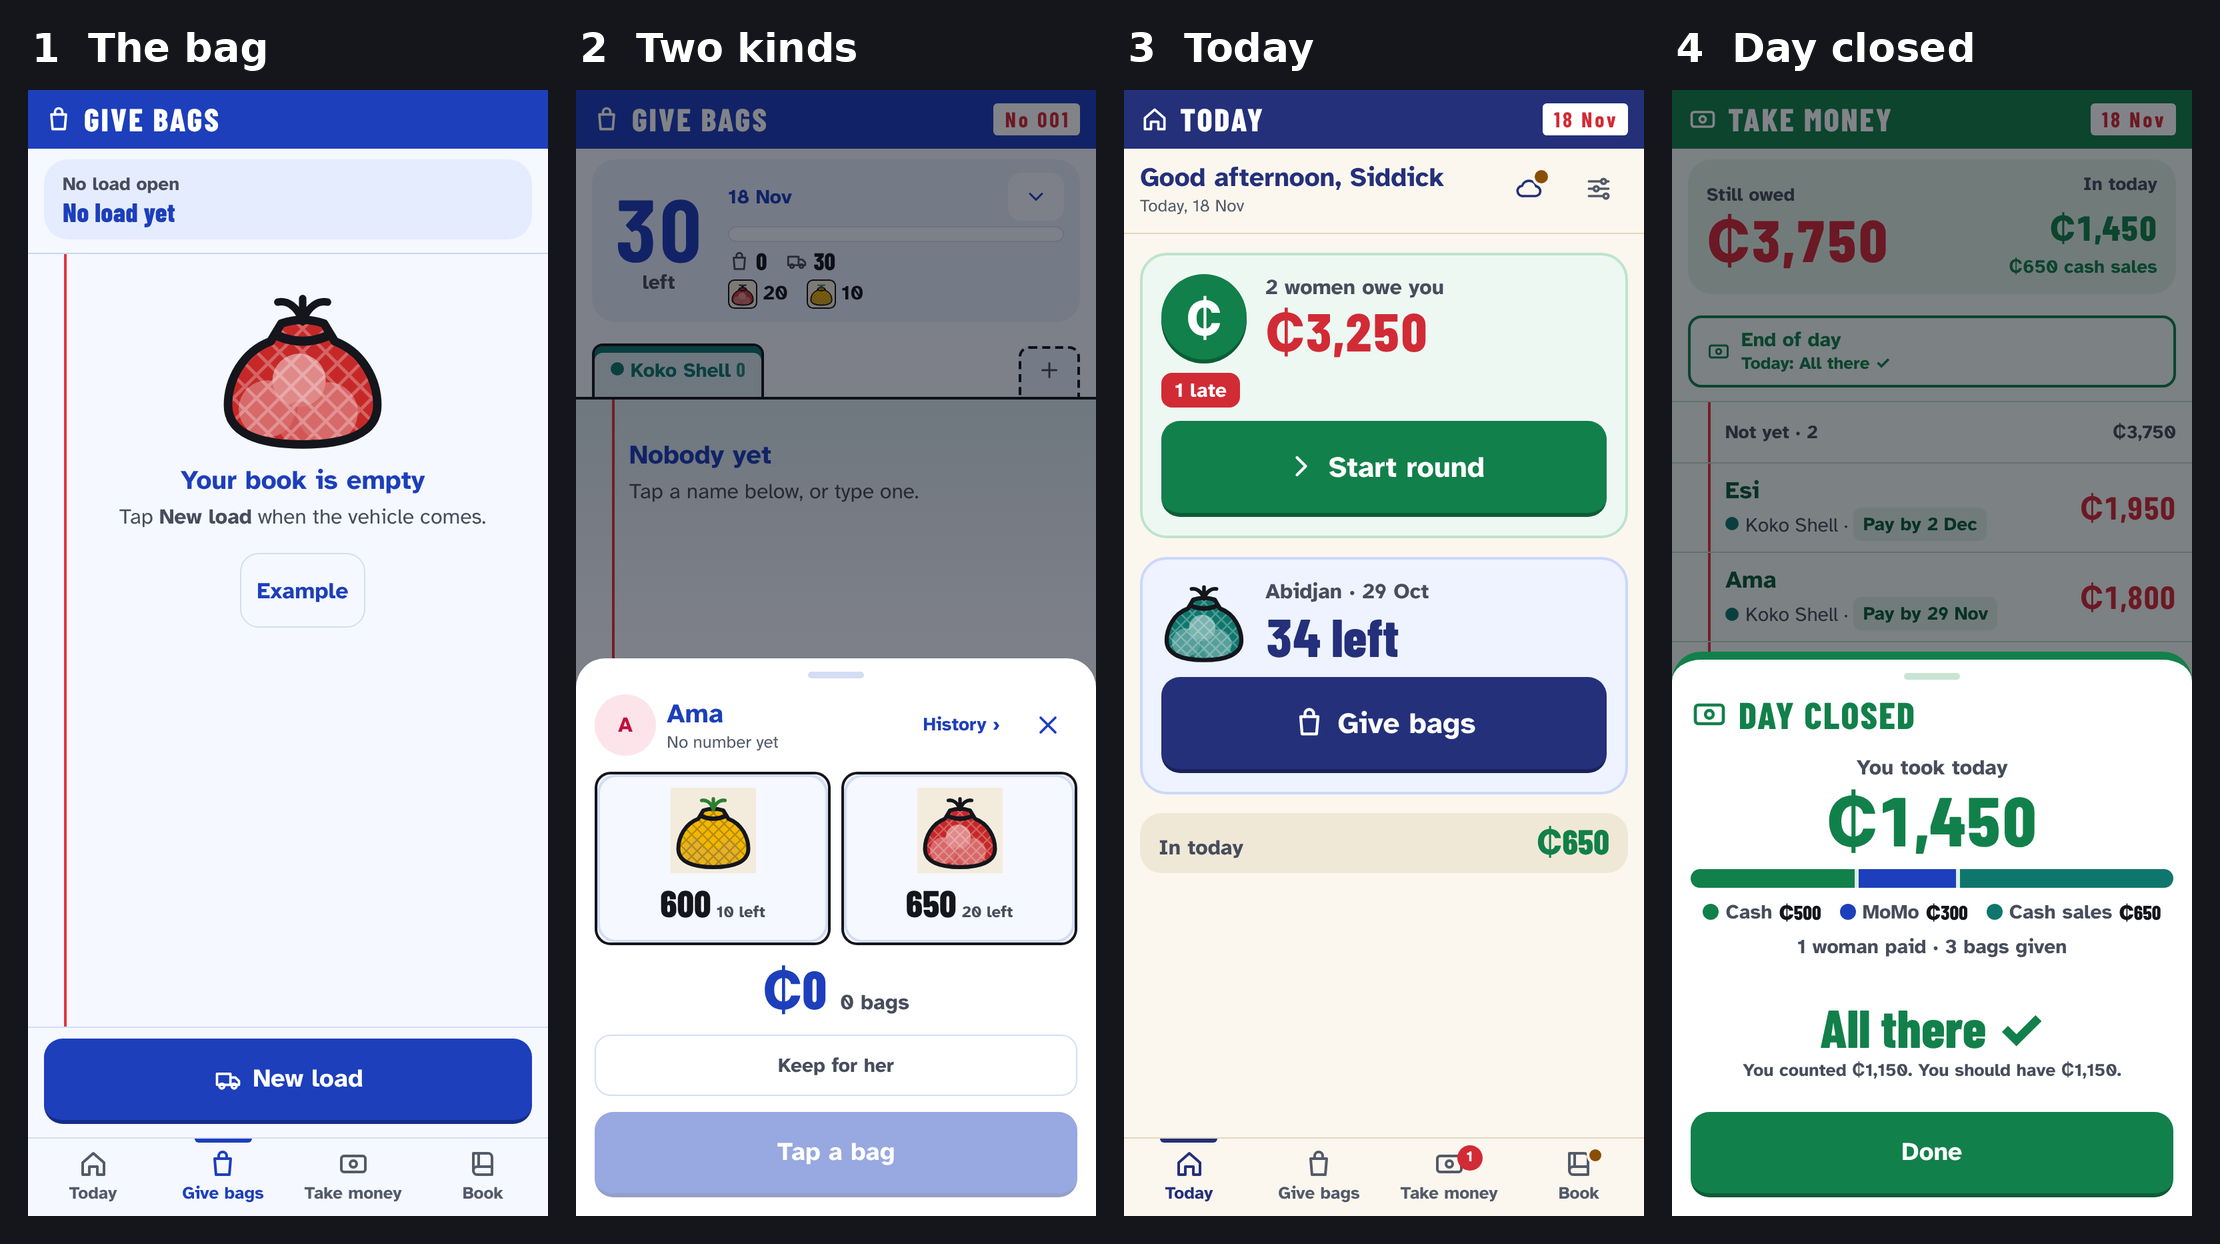 1 The bag
GIVE BAGS
No load open
No load yet
Your book is empty
Tap New load when the vehicle comes.
Example
New load
Today
Give bags
Take money
Book
2 Two kinds
GIVE BAGS
No 001
30
left
18 Nov
0 30
20 10
Koko Shell 0
+
Nobody yet
Tap a name below, or type one.
A
Ama
No number yet
History ›
600 10 left
650 20 left
₵0 0 bags
Keep for her
Tap a bag
3 Today
TODAY
18 Nov
Good afternoon, Siddick
Today, 18 Nov
₵
2 women owe you
₵3,250
1 late
Start round
Abidjan · 29 Oct
34 left
Give bags
In today
₵650
Today
Give bags
1
Take money
Book
4 Day closed
TAKE MONEY
18 Nov
Still owed
₵3,750
In today
₵1,450
₵650 cash sales
End of day
Today: All there ✓
Not yet · 2
₵3,750
Esi
Koko Shell · Pay by 2 Dec
₵1,950
Ama
Koko Shell · Pay by 29 Nov
₵1,800
DAY CLOSED
You took today
₵1,450
Cash ₵500 MoMo ₵300 Cash sales ₵650
1 woman paid · 3 bags given
All there ✓
You counted ₵1,150. You should have ₵1,150.
Done